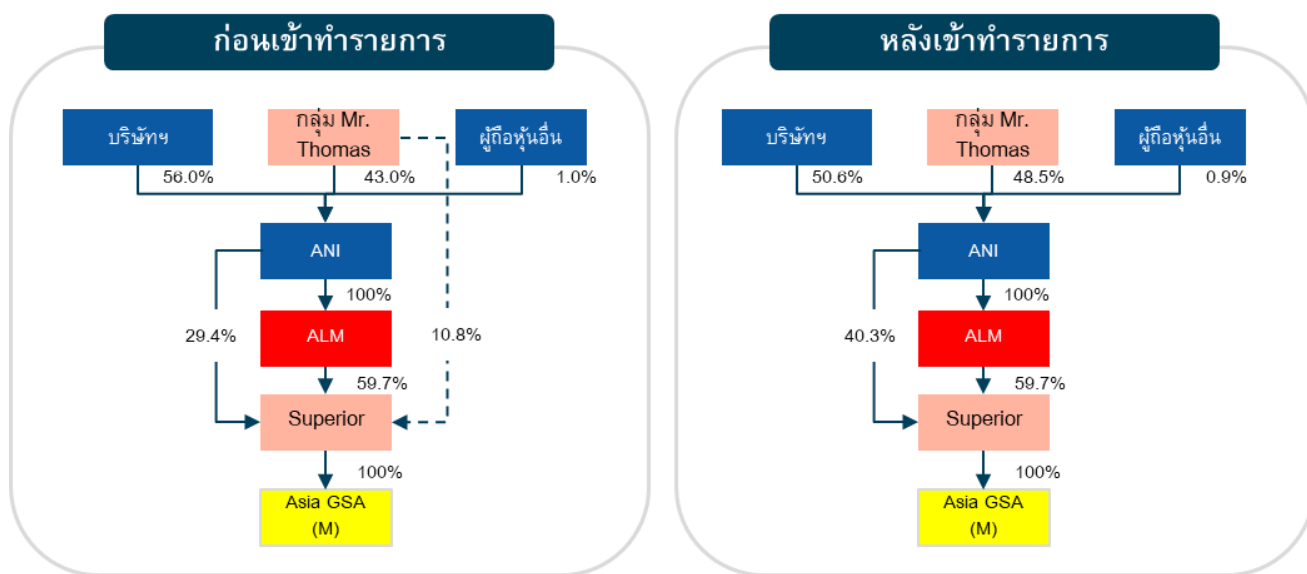 ก่อนเข้าทำรายการ
บริษัทฯ
กลุ่ม Mr.
Thomas
ผู้ถือหุ้นอื่น
56.0%
43.0%
1.0%
ANI
100%
29.4%
ALM
10.8%
59.7%
Superior
100%
Asia GSA
(M)
หลังเข้าทำรายการ
บริษัทฯ
กลุ่ม Mr.
Thomas
ผู้ถือหุ้นอื่น
50.6%
48.5%
0.9%
ANI
100%
40.3%
ALM
59.7%
Superior
100%
Asia GSA
(M)